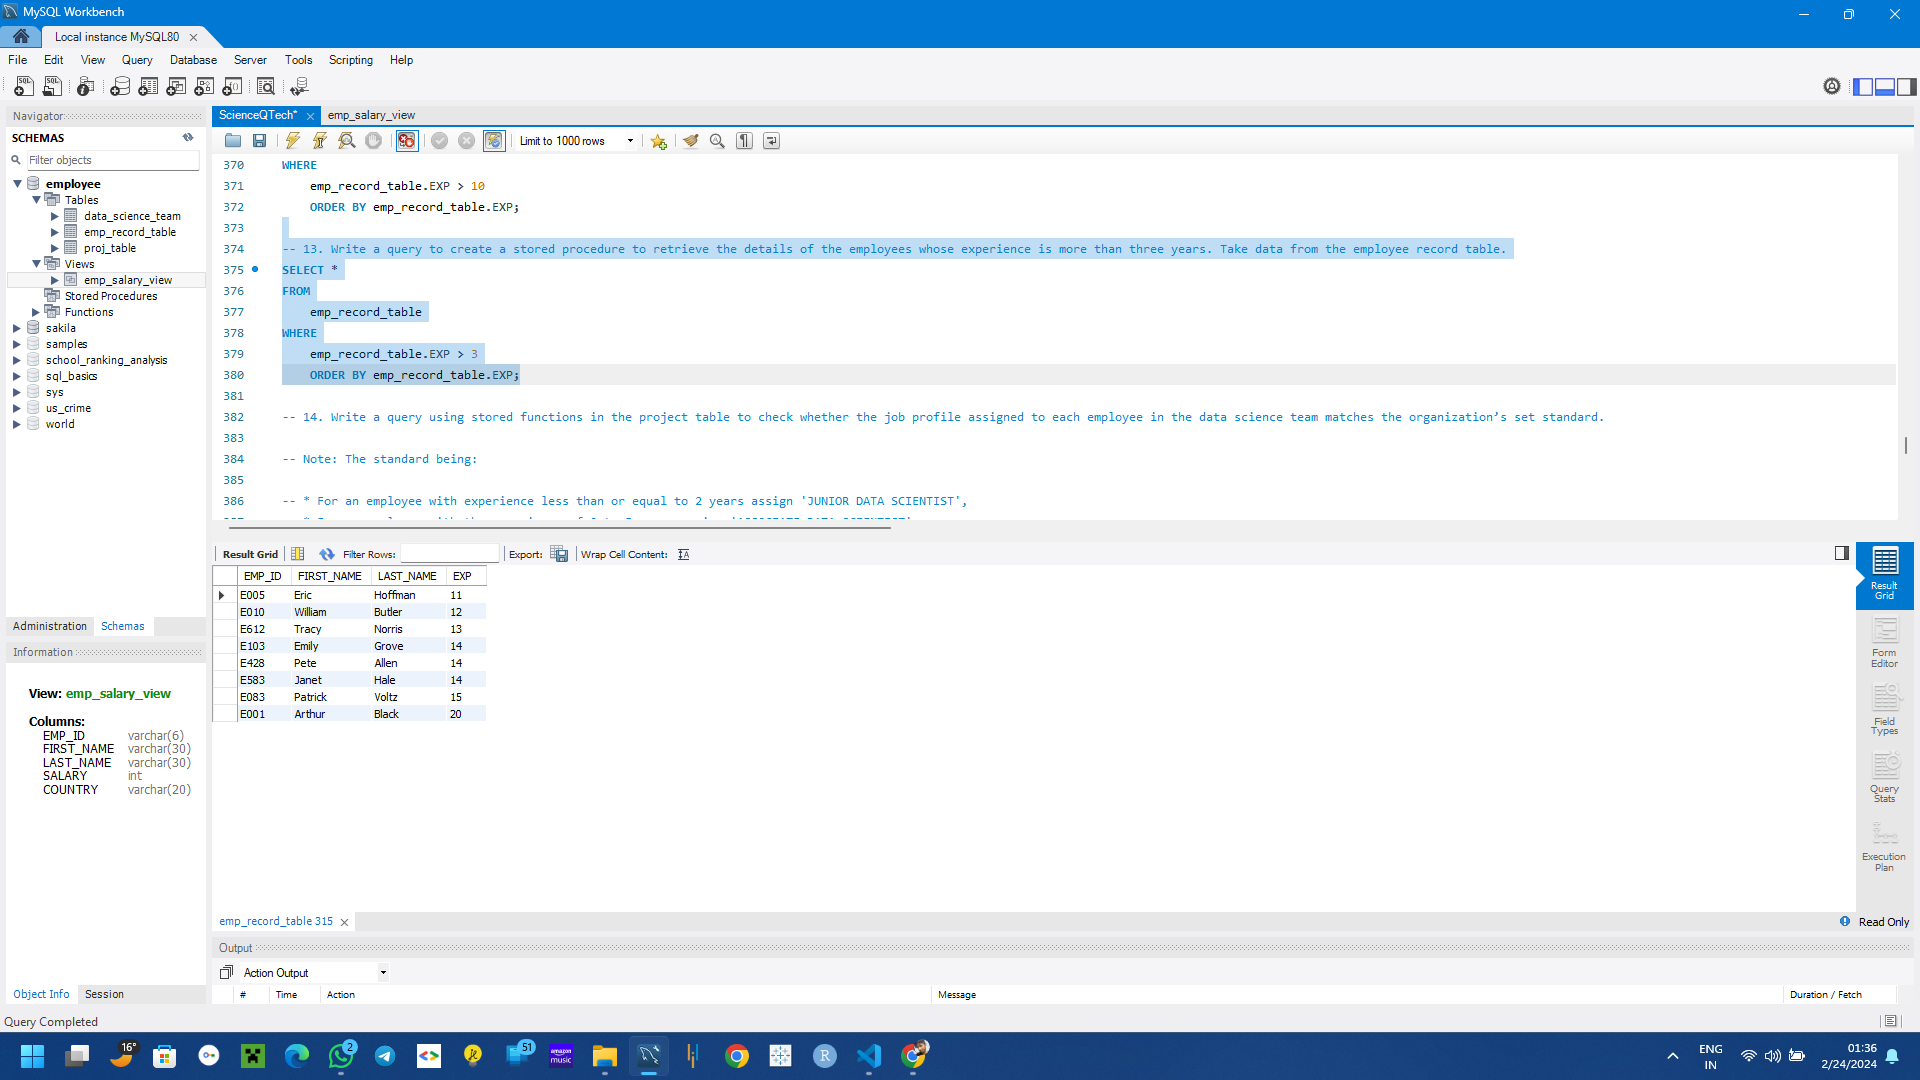 MySQL Workbench
Local instance MySQL80
File Edit View Query Database Server Tools Scripting Help
Navigator
SCHEMAS
Filter objects
employee
Tables
data_science_team
emp_record_table
proj_table
Views
emp_salary_view
Stored Procedures
Functions
sakila
samples
school_ranking_analysis
sql_basics
sys
us_crime
world
Administration Schemas
Information
View: emp_salary_view
Columns:
EMP_ID varchar(6)
FIRST_NAME varchar(30)
LAST_NAME varchar(30)
SALARY int
COUNTRY varchar(20)
Object Info Session
ScienceQTech* emp_salary_view
Limit to 1000 rows
370 WHERE
371 emp_record_table.EXP > 10
372 ORDER BY emp_record_table.EXP;
373
374 -- 13. Write a query to create a stored procedure to retrieve the details of the employees whose experience is more than three years. Take data from the employee record table.
375 SELECT *
376 FROM
377 emp_record_table
378 WHERE
379 emp_record_table.EXP > 3
380 ORDER BY emp_record_table.EXP;
381
382 -- 14. Write a query using stored functions in the project table to check whether the job profile assigned to each employee in the data science team matches the organization’s set standard.
383
384 -- Note: The standard being:
385
386 -- * For an employee with experience less than or equal to 2 years assign 'JUNIOR DATA SCIENTIST',
Result Grid Filter Rows: Export: Wrap Cell Content:
EMP_ID FIRST_NAME LAST_NAME EXP
E005 Eric Hoffman 11
E010 William Butler 12
E612 Tracy Norris 13
E103 Emily Grove 14
E428 Pete Allen 14
E583 Janet Hale 14
E083 Patrick Voltz 15
E001 Arthur Black 20
Result
Grid
Form
Editor
Field
Types
Query
Stats
Execution
Plan
emp_record_table 315
Read Only
Output
Action Output
# Time Action Message Duration / Fetch
Query Completed
16°
2
51
amazon
music
R
ENG
IN
01:36
2/24/2024